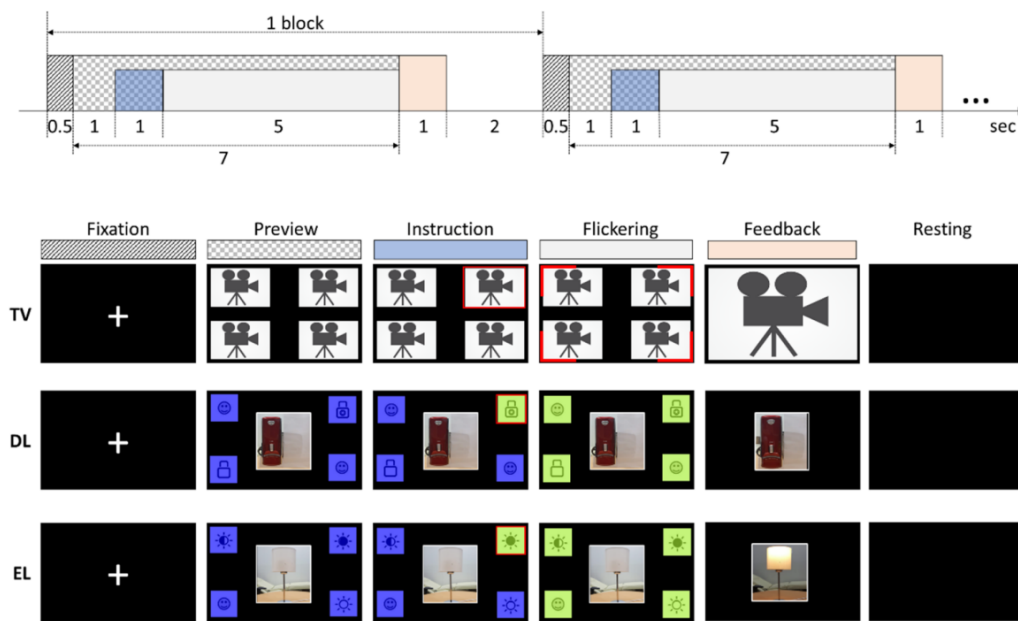 1 block
0.5 1 1 5 1 2 0.5 1 1 5 1 ... sec
7 7
Fixation Preview Instruction Flickering Feedback Resting
TV
DL
EL